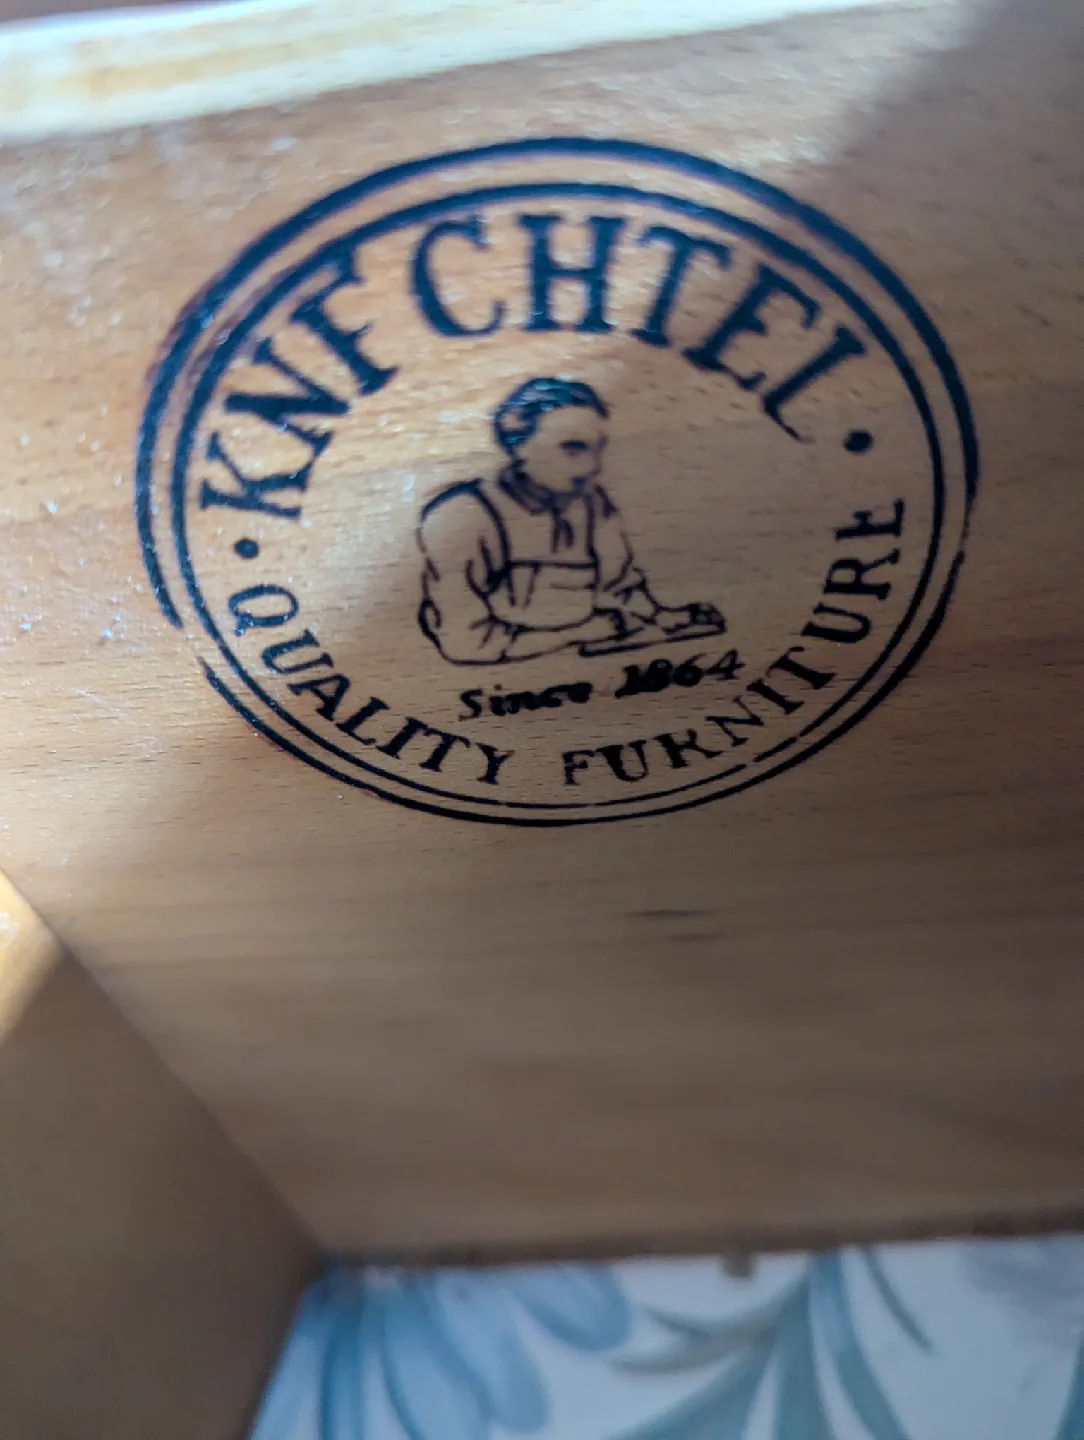 KNECHTEL
Since 1864
QUALITY FURNITURE